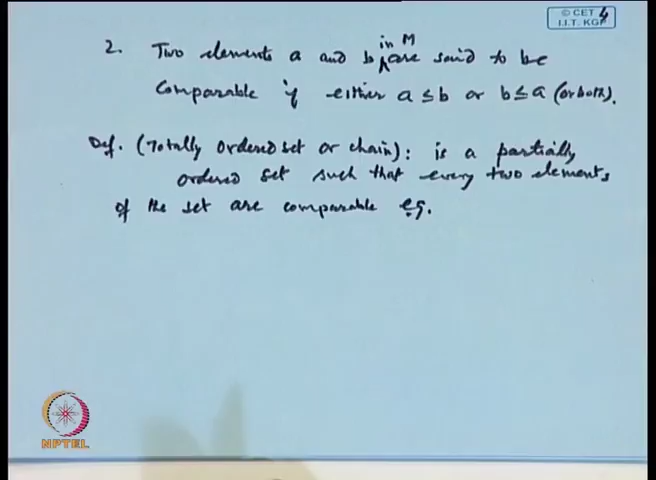 © CET
I.I.T. KGP
4
2. Two elements a and b in M are said to be
comparable if either a ≤ b or b ≤ a (or both).
Def. (Totally ordered set or chain): is a partially
ordered set such that every two elements
of the set are comparable eg.
NPTEL